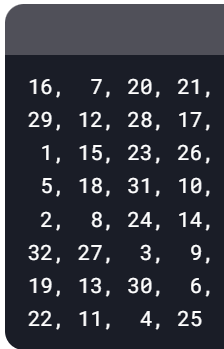 16, 7, 20, 21,
29, 12, 28, 17,
1, 15, 23, 26,
5, 18, 31, 10,
2, 8, 24, 14,
32, 27, 3, 9,
19, 13, 30, 6,
22, 11, 4, 25